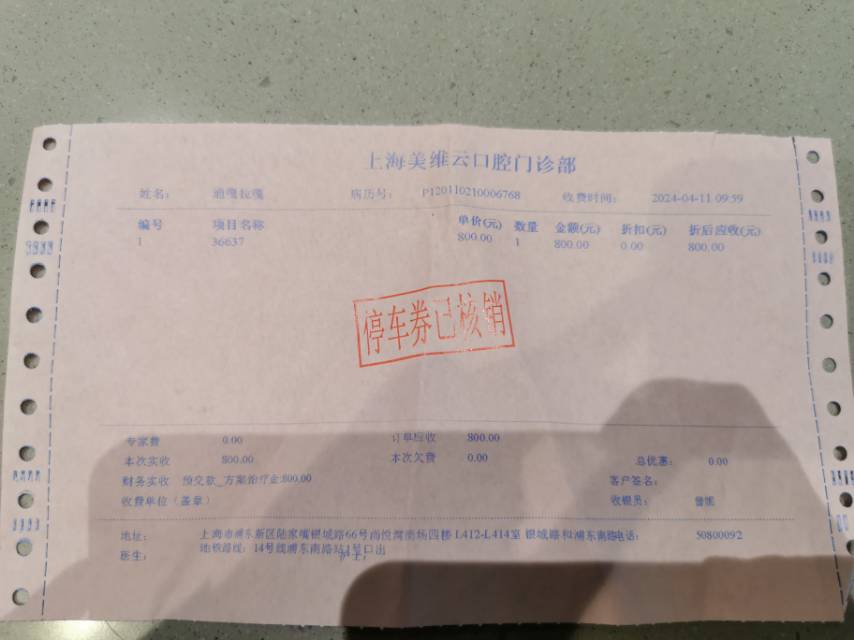 上海美维云口腔门诊部
姓名： 病历号： P120110210006768 收费时间： 2024-04-11 09:59
编号 项目名称 单价(元) 数量 金额(元) 折扣(元) 折后应收(元)
1 36637 800.00 1 800.00 0.00 800.00
停车券已核销
专家费 0.00 订单应收 800.00
本次实收 800.00 本次欠费 0.00 总优惠： 0.00
财务实收 预交款_方案治疗金:800.00 客户签名：
收费单位（盖章） 收银员：
地址： 上海市浦东新区陆家嘴银城路66号尚悦湾商场四楼 L412-L414室 银城路和浦东南路电话： 50800092
地铁路线：14号线浦东南路站4号口出
医生： 护士：